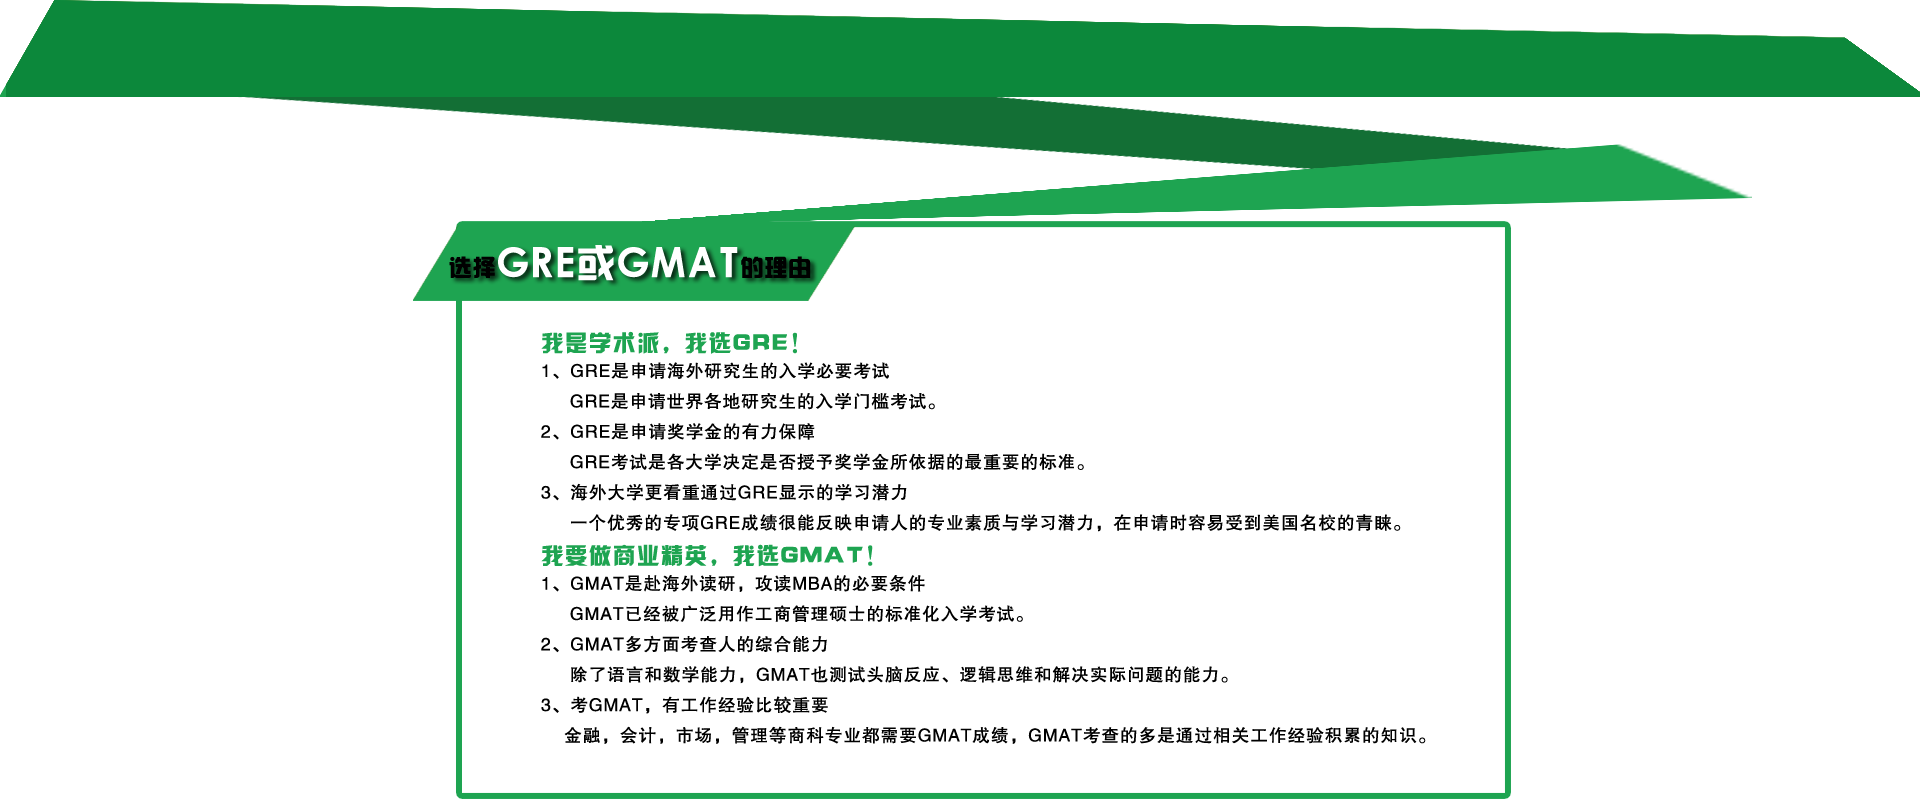 选择GRE或GMAT的理由
我是学术派，我选GRE！
1、GRE是申请海外研究生的入学必要考试
GRE是申请世界各地研究生的入学门槛考试。
2、GRE是申请奖学金的有力保障
GRE考试是各大学决定是否授予奖学金所依据的最重要的标准。
3、海外大学更看重通过GRE显示的学习潜力
一个优秀的专项GRE成绩很能反映申请人的专业素质与学习潜力，在申请时容易受到美国名校的青睐。
我要做商业精英，我选GMAT！
1、GMAT是赴海外读研，攻读MBA的必要条件
GMAT已经被广泛用作工商管理硕士的标准化入学考试。
2、GMAT多方面考查人的综合能力
除了语言和数学能力，GMAT也测试头脑反应、逻辑思维和解决实际问题的能力。
3、考GMAT，有工作经验比较重要
金融，会计，市场，管理等商科专业都需要GMAT成绩，GMAT考查的多是通过相关工作经验积累的知识。